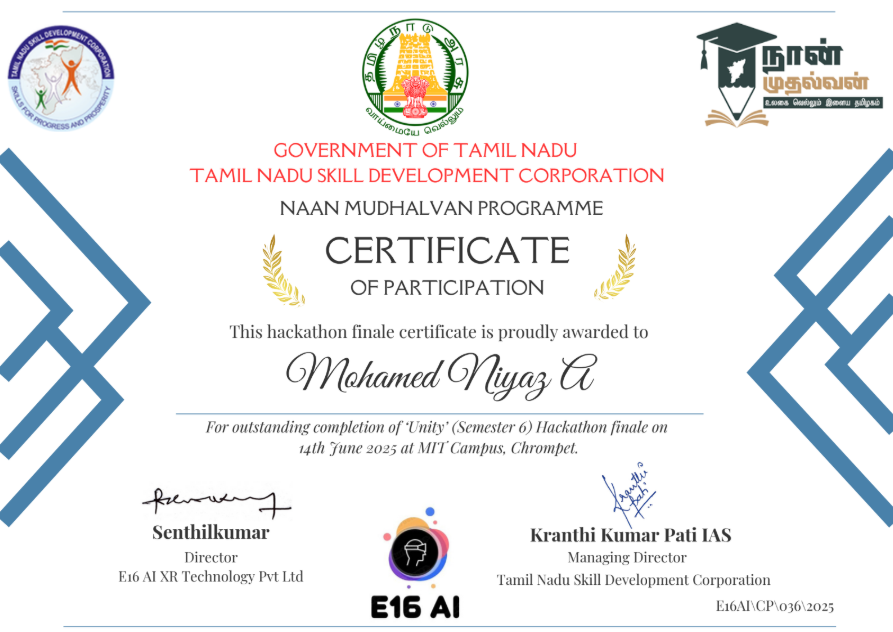 TAMIL NADU SKILL DEVELOPMENT CORPORATION
SKILLS FOR PROGRESS AND PROSPERITY
தமிழ்நாடு அரசு
வாய்மையே வெல்லும்
நான்
முதல்வன்
உலகை வெல்லும் இளைய தமிழகம்
GOVERNMENT OF TAMIL NADU
TAMIL NADU SKILL DEVELOPMENT CORPORATION
NAAN MUDHALVAN PROGRAMME
CERTIFICATE
OF PARTICIPATION
This hackathon finale certificate is proudly awarded to
Mohamed Niyaz A
For outstanding completion of ‘Unity’ (Semester 6) Hackathon finale on
14th June 2025 at MIT Campus, Chrompet.
Kranthi
Pati
Senthilkumar
Director
E16 AI XR Technology Pvt Ltd
E16 AI
Kranthi Kumar Pati IAS
Managing Director
Tamil Nadu Skill Development Corporation
E16AI\CP\036\2025